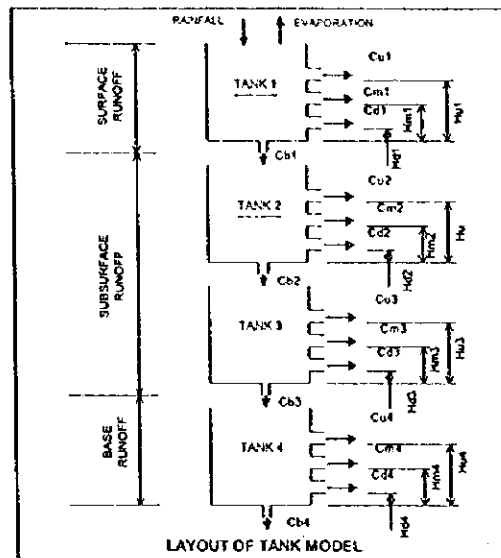 RAINFALL EVAPORATION
SURFACE
RUNOFF
TANK 1
Cu1
Cm1
Cd1
Hm1
Hu1
Hd1
Cb1
SUBSURFACE
RUNOFF
TANK 2
Cu2
Cm2
Cd2
Hm2
Hu
Hd2
Cb2
TANK 3
Cu3
Cm3
Cd3
Hm3
Hu3
Hd3
Cb3
BASE
RUNOFF
TANK 4
Cu4
Cm4
Cd4
Hm4
Hu4
Hd4
Cb4
LAYOUT OF TANK MODEL